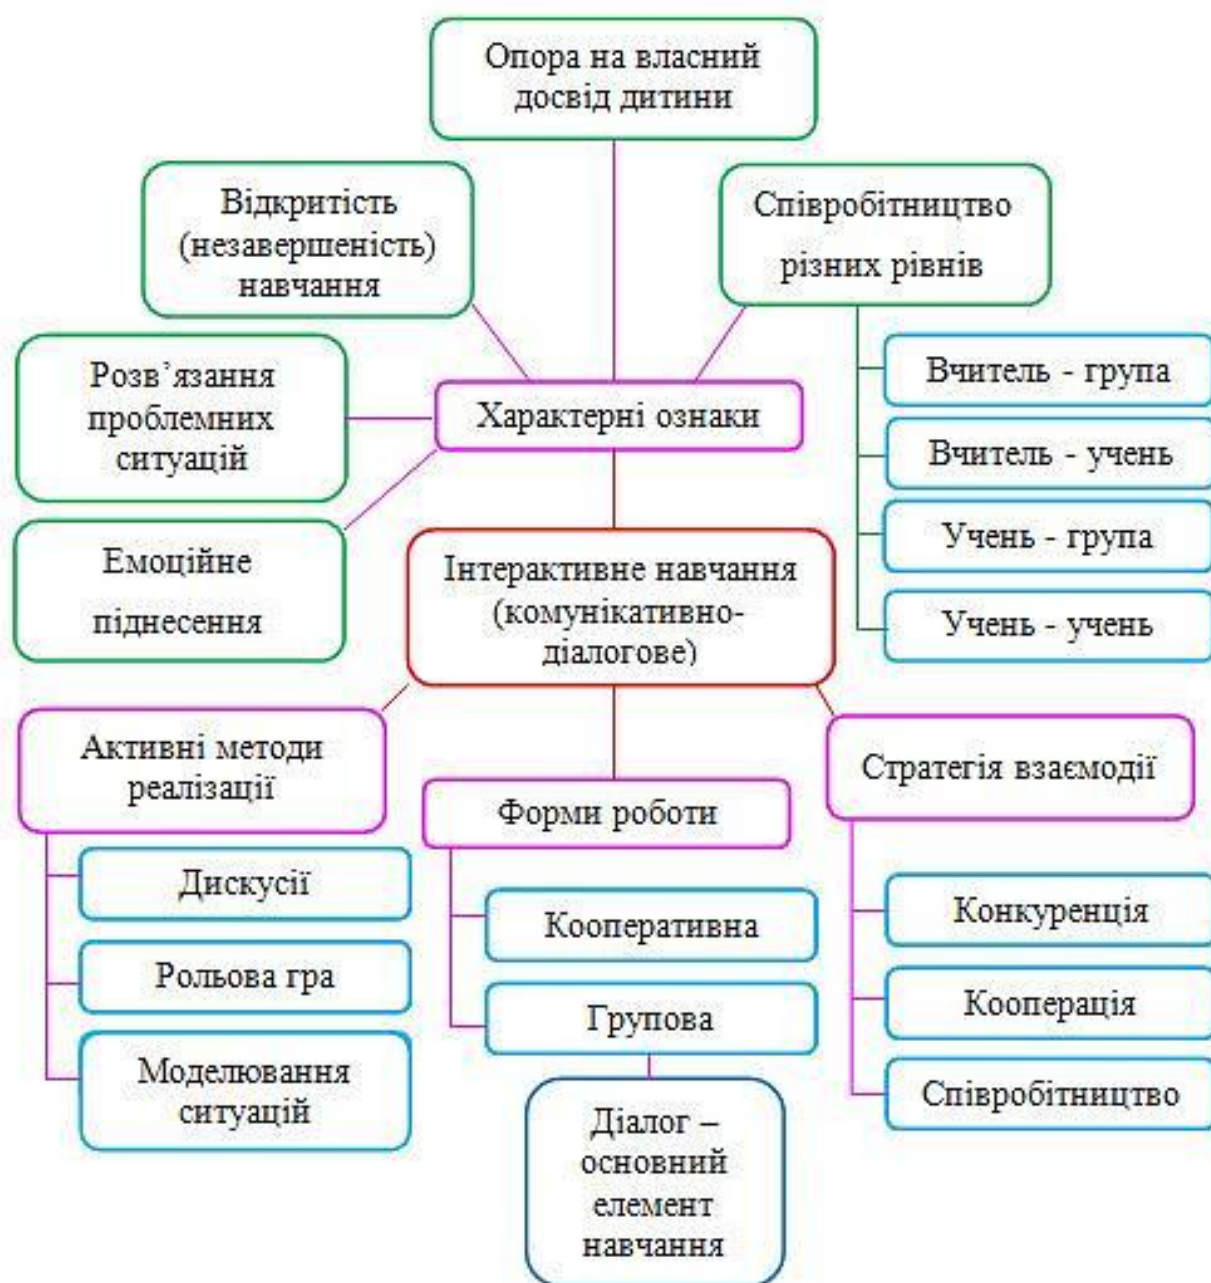 Опора на власний
досвід дитини
Відкритість
(незавершеність)
навчання
Співробітництво
різних рівнів
Розв’язання
проблемних
ситуацій
Характерні ознаки
Вчитель - група
Вчитель - учень
Учень - група
Учень - учень
Емоційне
піднесення
Інтерактивне навчання
(комунікативно-
діалогове)
Активні методи
реалізації
Дискусії
Рольова гра
Моделювання
ситуацій
Форми роботи
Кооперативна
Групова
Діалог –
основний
елемент
навчання
Стратегія взаємодії
Конкуренція
Кооперація
Співробітництво